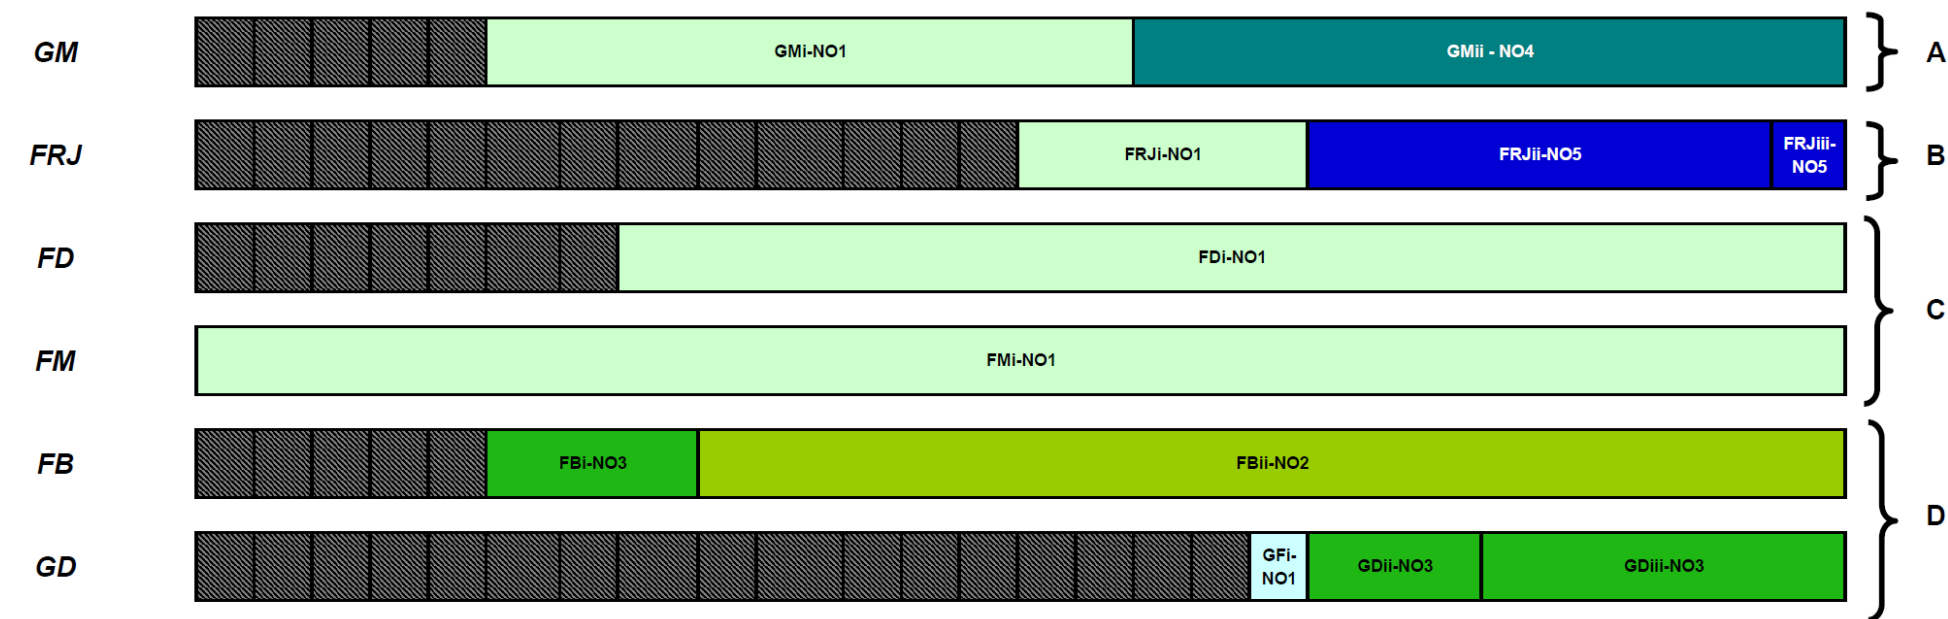 GM
GMi-NO1
GMii - NO4
A
FRJ
FRJi-NO1
FRJii-NO5
FRJiii-
NO5
B
FD
FDi-NO1
C
FM
FMi-NO1
FB
FBi-NO3
FBii-NO2
D
GD
GFi-
NO1
GDii-NO3
GDiii-NO3